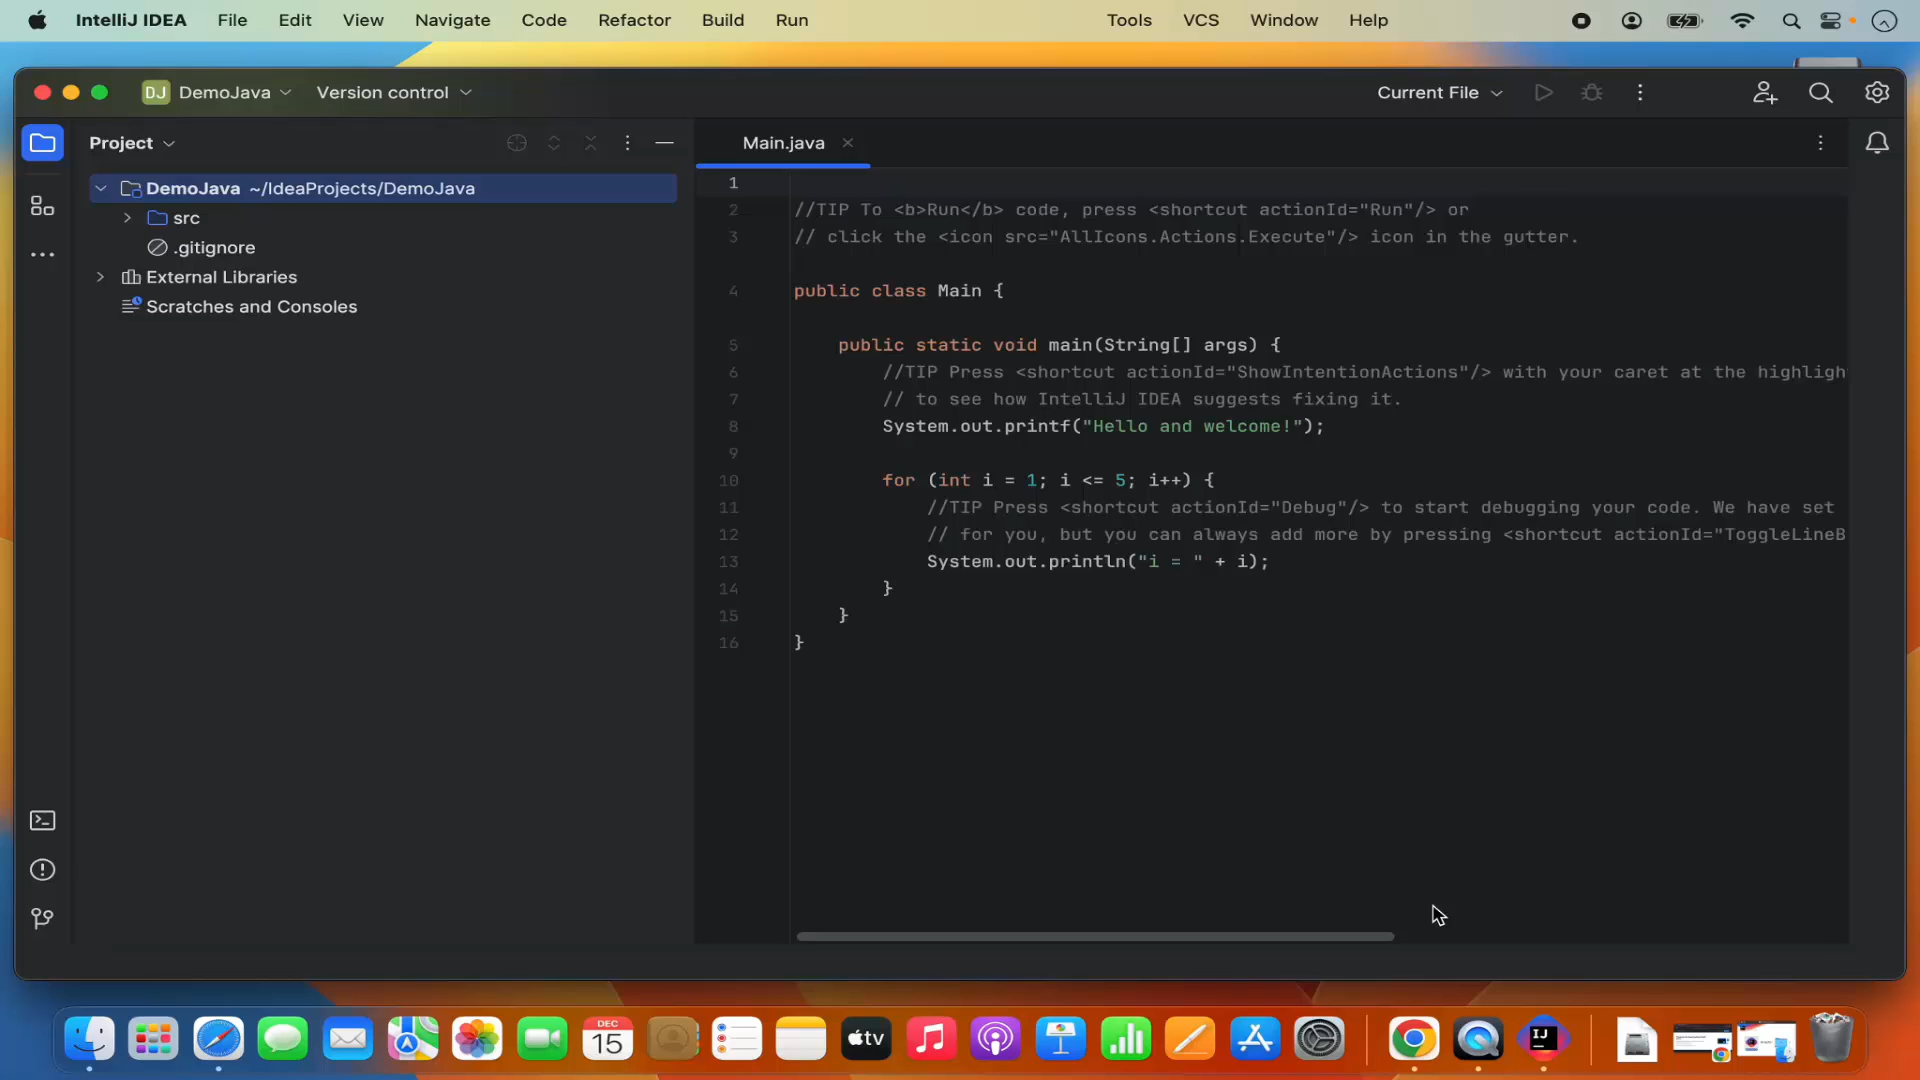 IntelliJ IDEA File Edit View Navigate Code Refactor Build Run Tools VCS Window Help
DJ DemoJava Version control Current File
Project
Main.java
DemoJava ~/IdeaProjects/DemoJava
src
.gitignore
External Libraries
Scratches and Consoles
1
2 //TIP To <b>Run</b> code, press <shortcut actionId="Run"/> or
3 // click the <icon src="AllIcons.Actions.Execute"/> icon in the gutter.
4 public class Main {
5 public static void main(String[] args) {
6 //TIP Press <shortcut actionId="ShowIntentionActions"/> with your caret at the highligh
7 // to see how IntelliJ IDEA suggests fixing it.
8 System.out.printf("Hello and welcome!");
9
10 for (int i = 1; i <= 5; i++) {
11 //TIP Press <shortcut actionId="Debug"/> to start debugging your code. We have set
12 // for you, but you can always add more by pressing <shortcut actionId="ToggleLineB
13 System.out.println("i = " + i);
14 }
15 }
16 }
DEC
15
tv
IJ